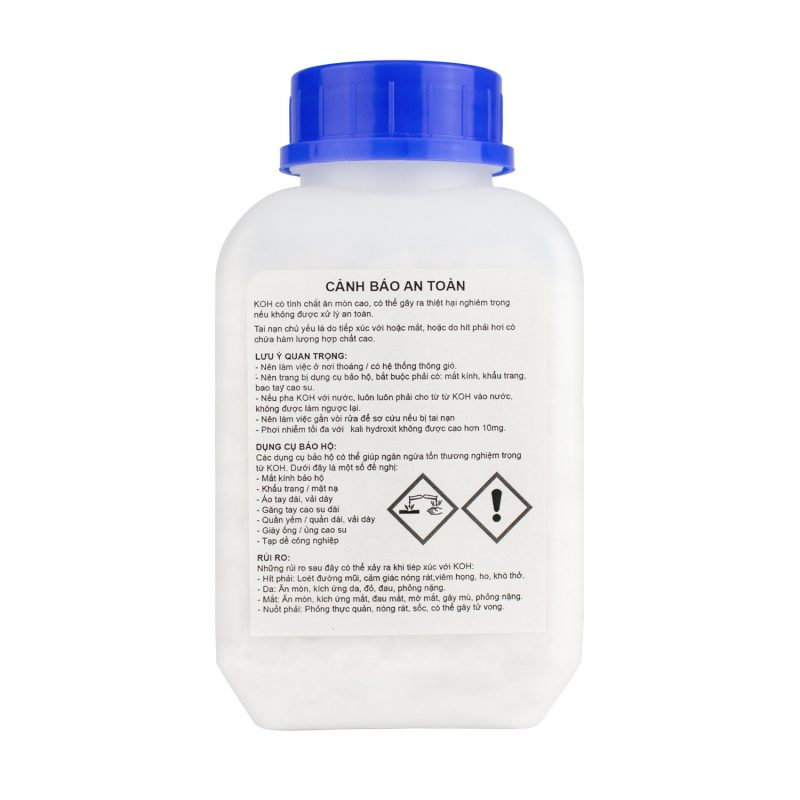 CẢNH BÁO AN TOÀN
KOH có tính chất ăn mòn cao, có thể gây ra thiệt hại nghiêm trọng
nếu không được xử lý an toàn.
Tai nạn chủ yếu là do tiếp xúc với hoặc mắt, hoặc do hít phải hơi có
chứa hàm lượng hợp chất cao.
LƯU Ý QUAN TRỌNG:
- Nên làm việc ở nơi thoáng / có hệ thống thông gió.
- Nên trang bị dụng cụ bảo hộ, bắt buộc phải có: mắt kính, khẩu trang,
bao tay cao su.
- Nếu pha KOH với nước, luôn luôn phải cho từ từ KOH vào nước,
không được làm ngược lại.
- Nên làm việc gần vòi rửa để sơ cứu nếu bị tai nạn
- Phơi nhiễm tối đa với kali hydroxit không được cao hơn 10mg.
DỤNG CỤ BẢO HỘ:
Các dụng cụ bảo hộ có thể giúp ngăn ngừa tổn thương nghiêm trọng
từ KOH. Dưới đây là một số đề nghị:
- Mắt kính bảo hộ
- Khẩu trang / mặt nạ
- Áo tay dài, vải dày
- Găng tay cao su dài
- Quần yếm / quần dài, vải dày
- Giày ống / ủng cao su
- Tạp dề công nghiệp
RỦI RO:
Những rủi ro sau đây có thể xảy ra khi tiếp xúc với KOH:
- Hít phải: Loét đường mũi, cảm giác nóng rát,viêm họng, ho, khó thở.
- Da: Ăn mòn, kích ứng da, đỏ, đau, phỏng nặng.
- Mắt: Ăn mòn, kích ứng mắt, đau mắt, mờ mắt, gây mù, phỏng nặng.
- Nuốt phải: Phỏng thực quản, nóng rát, sốc, có thể gây tử vong.